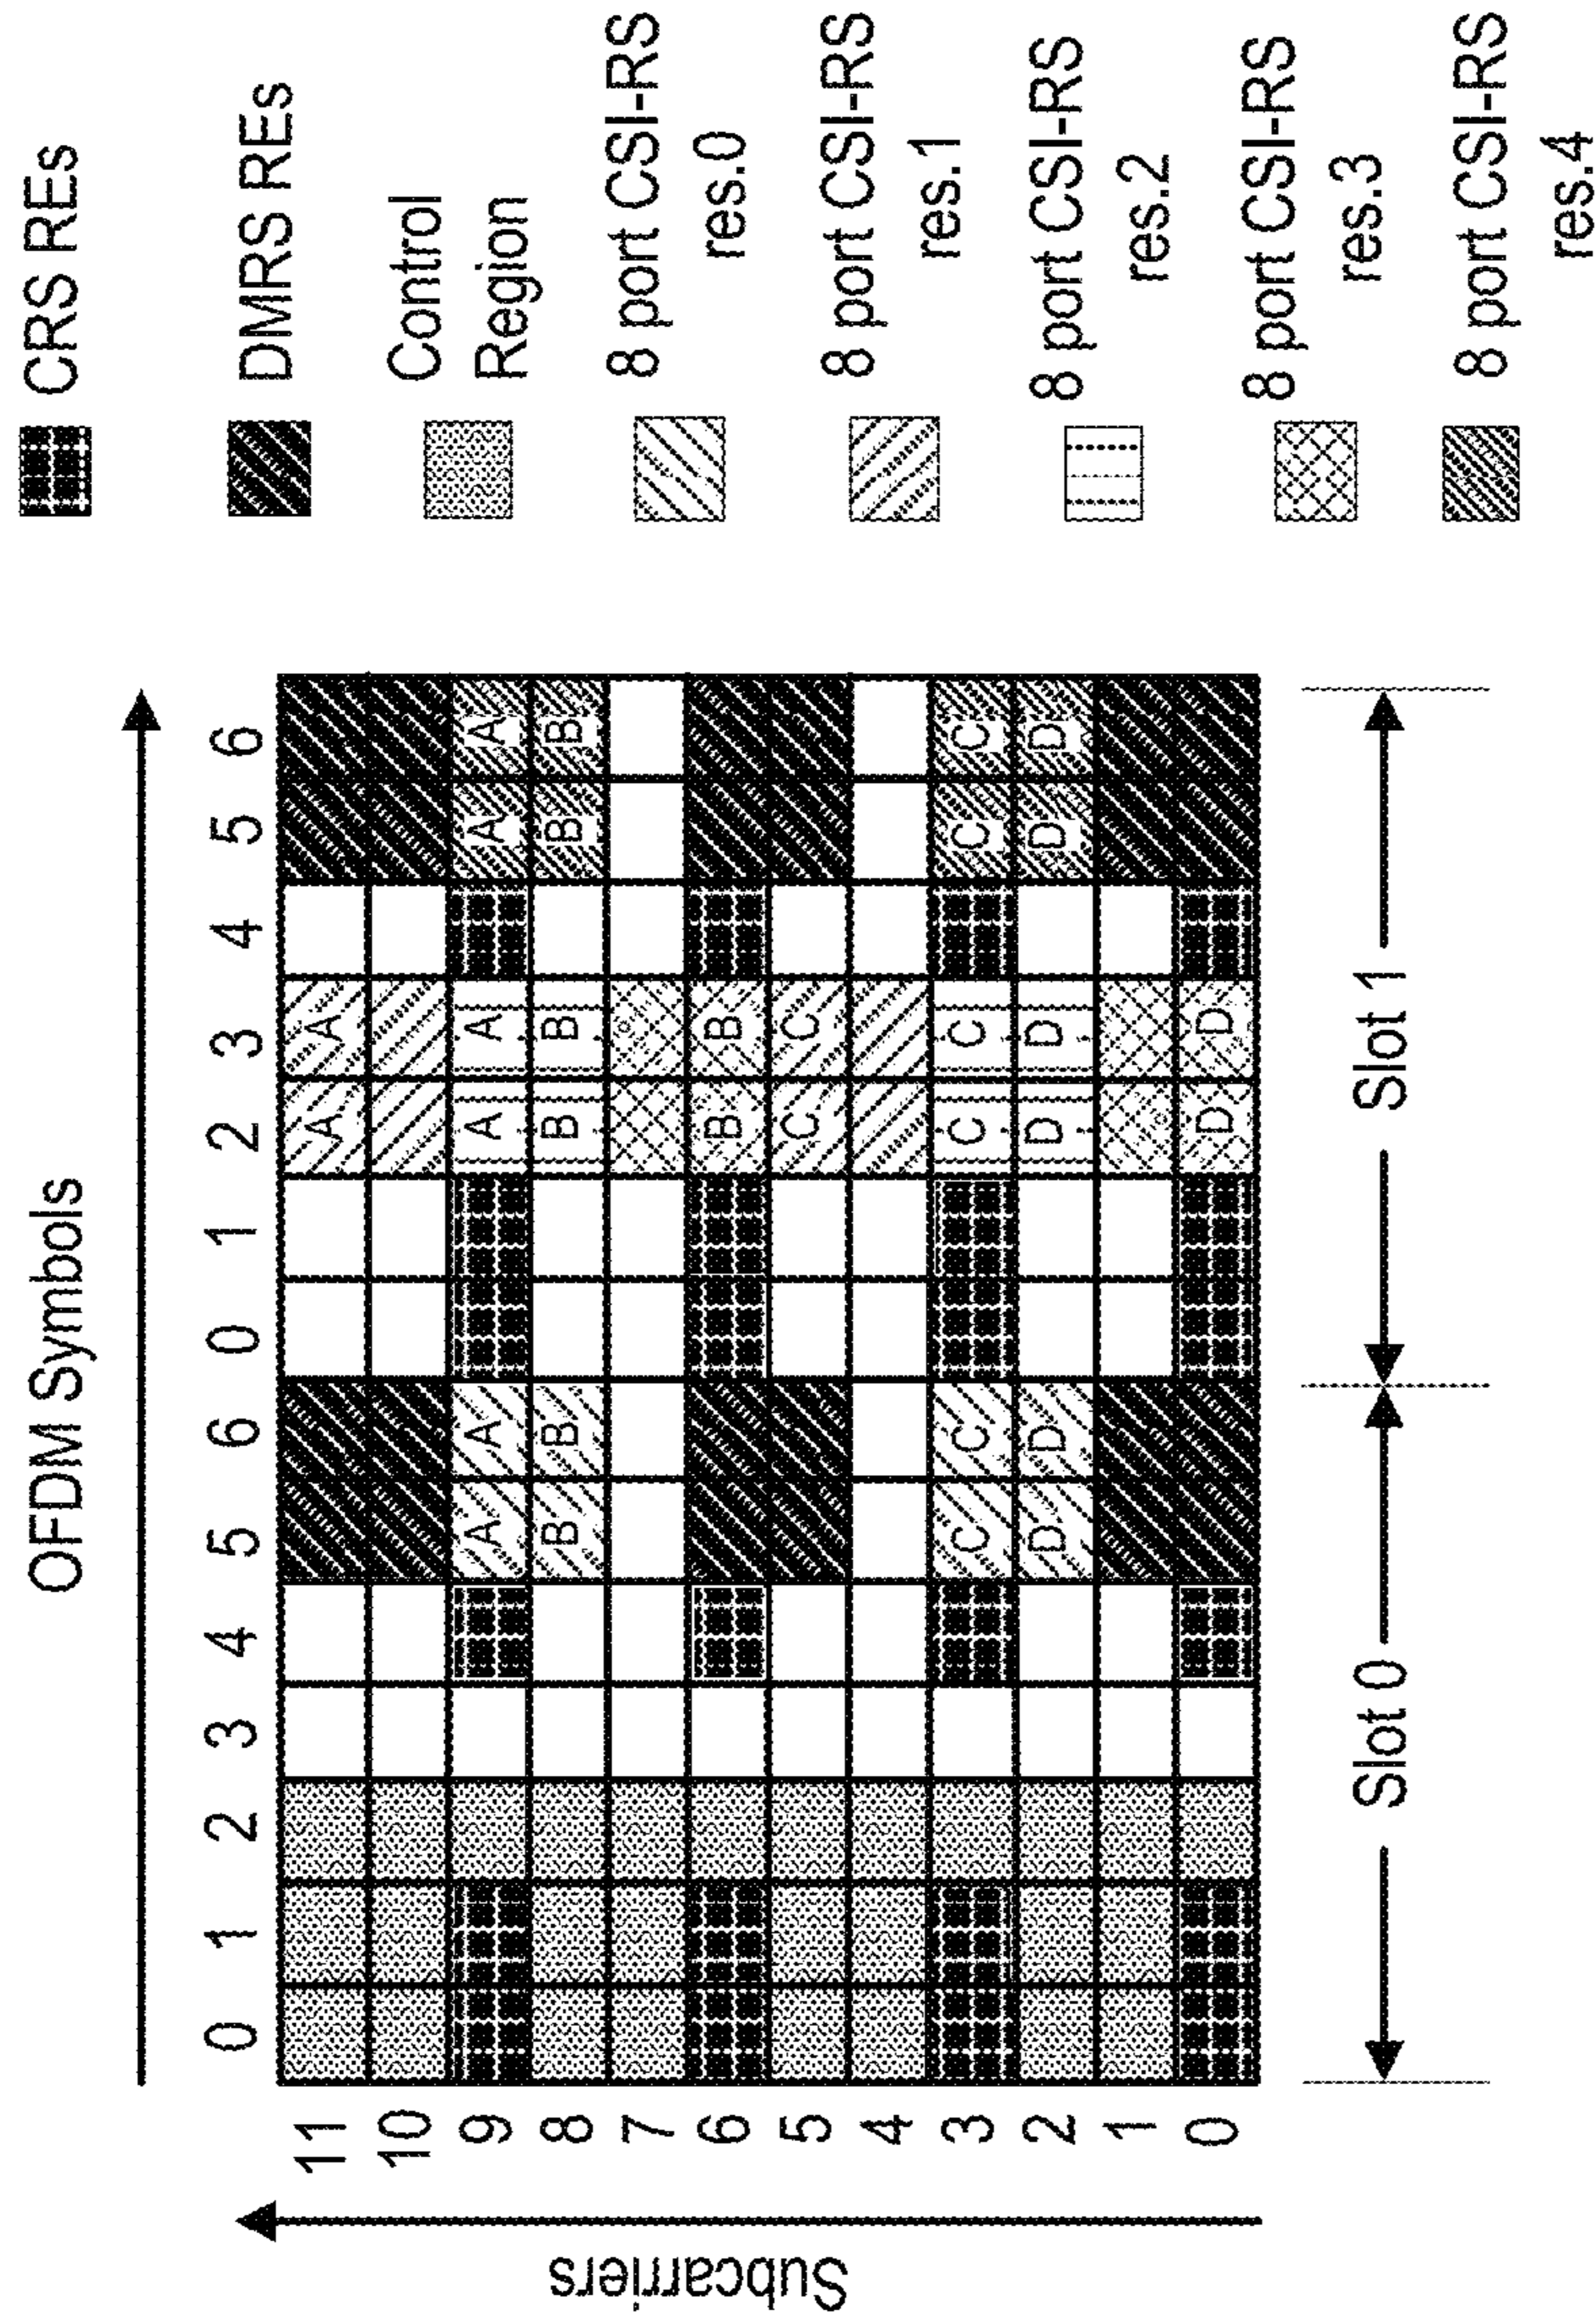 OFDM Symbols
0 1 2 3 4 5 6 0 1 2 3 4 5 6
Subcarriers
11 A A
10
9 A A A A A A
8 B B B B B B
7
6 B B
5 C C
4
3 C C C C C C
2 D D D D D D
1
0 D D
Slot 0
Slot 1
CRS REs
DMRS REs
Control
Region
8 port CSI-RS
res.0
8 port CSI-RS
res.1
8 port CSI-RS
res.2
8 port CSI-RS
res.3
8 port CSI-RS
res.4